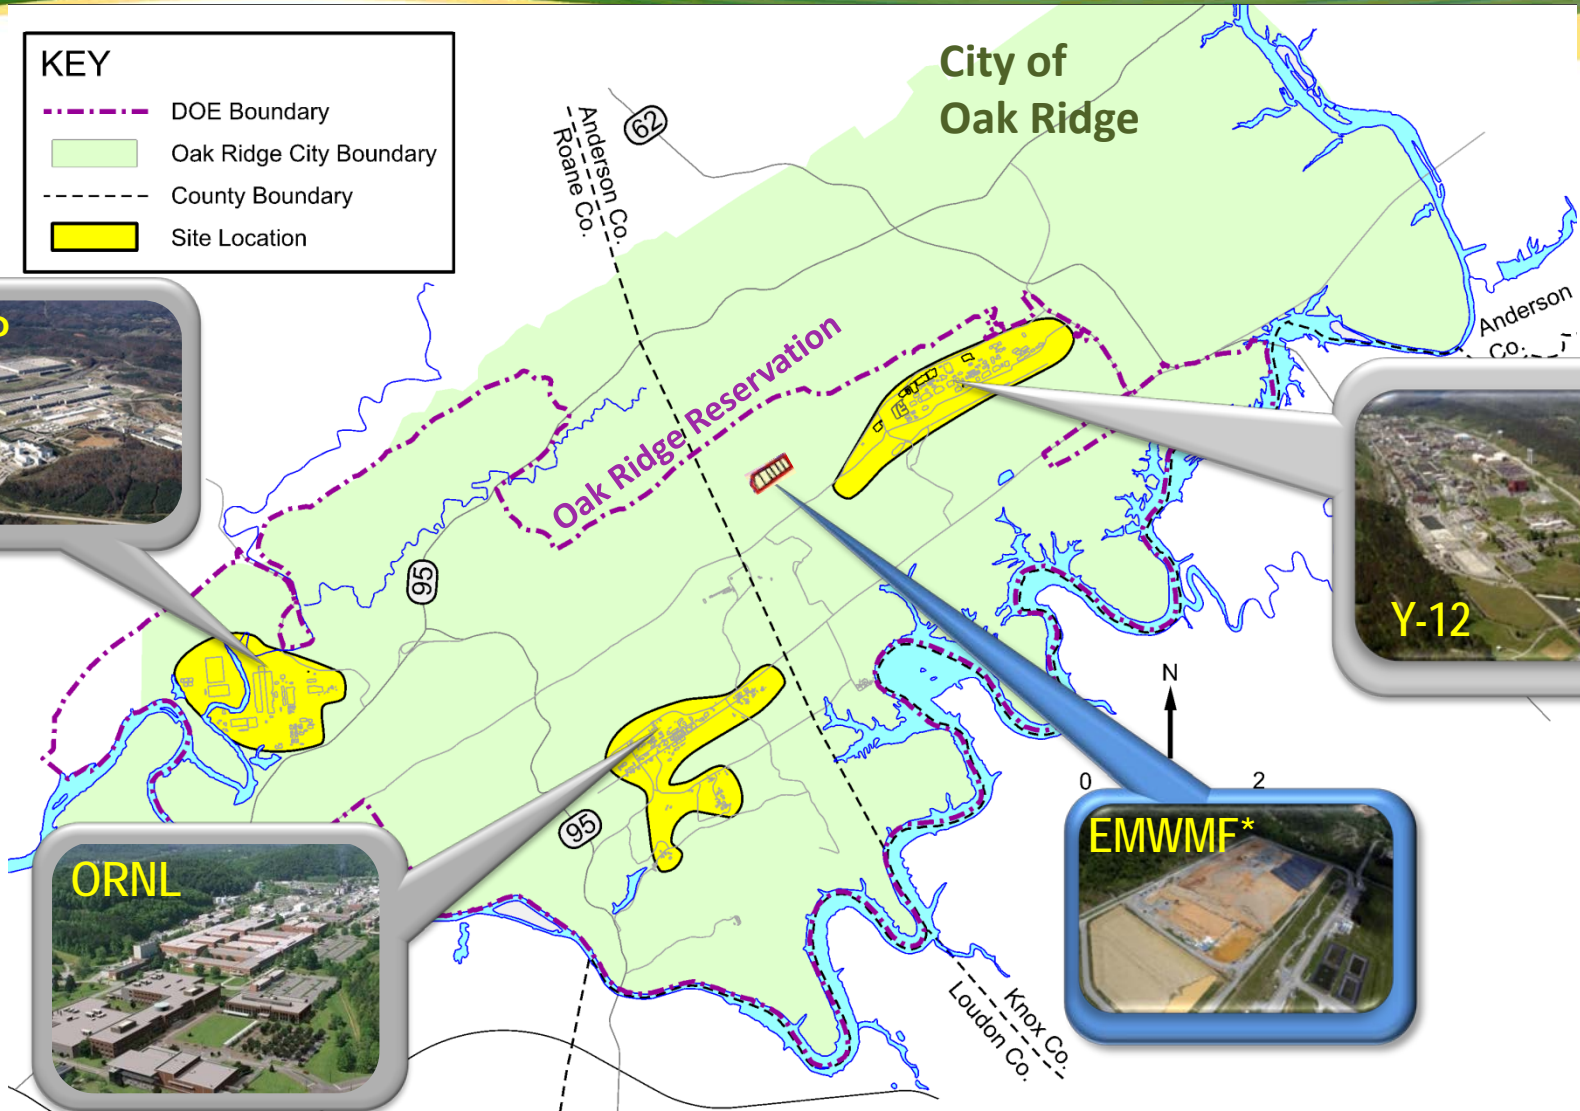 KEY
DOE Boundary
Oak Ridge City Boundary
County Boundary
Site Location
City of
Oak Ridge
62
Anderson Co.
Roane Co.
Anderson
Co.
P
Oak Ridge Reservation
95
Y-12
N
0 2
95
ORNL
EMWMF*
Knox Co.
Loudon Co.